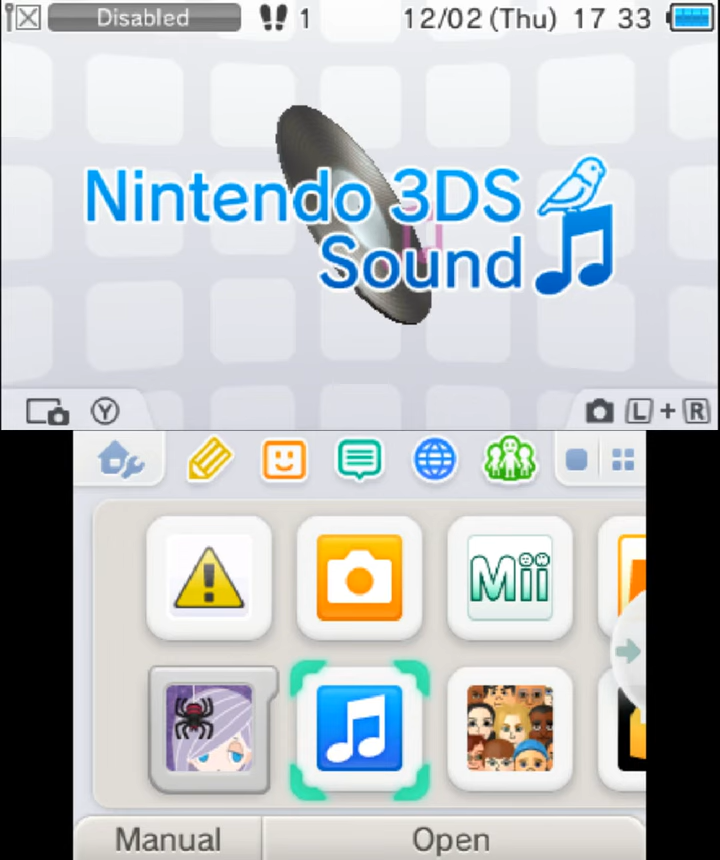 Disabled 1 12/02 (Thu) 17 33
Nintendo 3DS
Sound
Y L + R
Mii
Manual Open